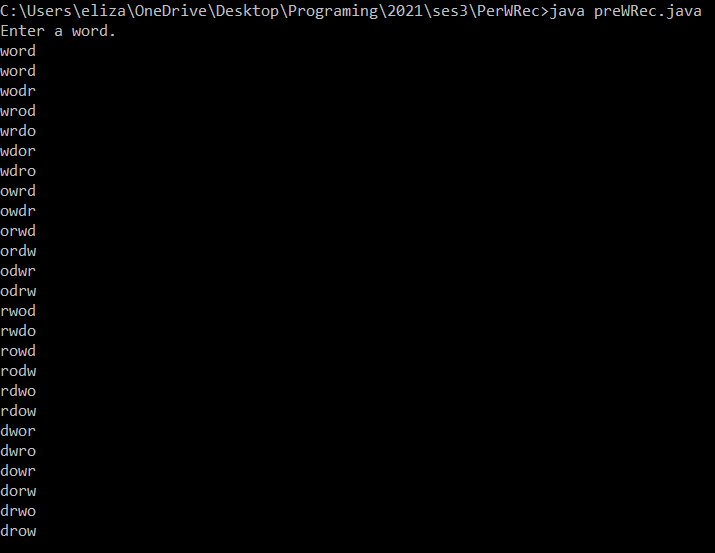 C:\Users\eliza\OneDrive\Desktop\Programing\2021\ses3\PerWRec>java preWRec.java
Enter a word.
word
word
wodr
wrod
wrdo
wdor
wdro
owrd
owdr
orwd
ordw
odwr
odrw
rwod
rwdo
rowd
rodw
rdwo
rdow
dwor
dwro
dowr
dorw
drwo
drow